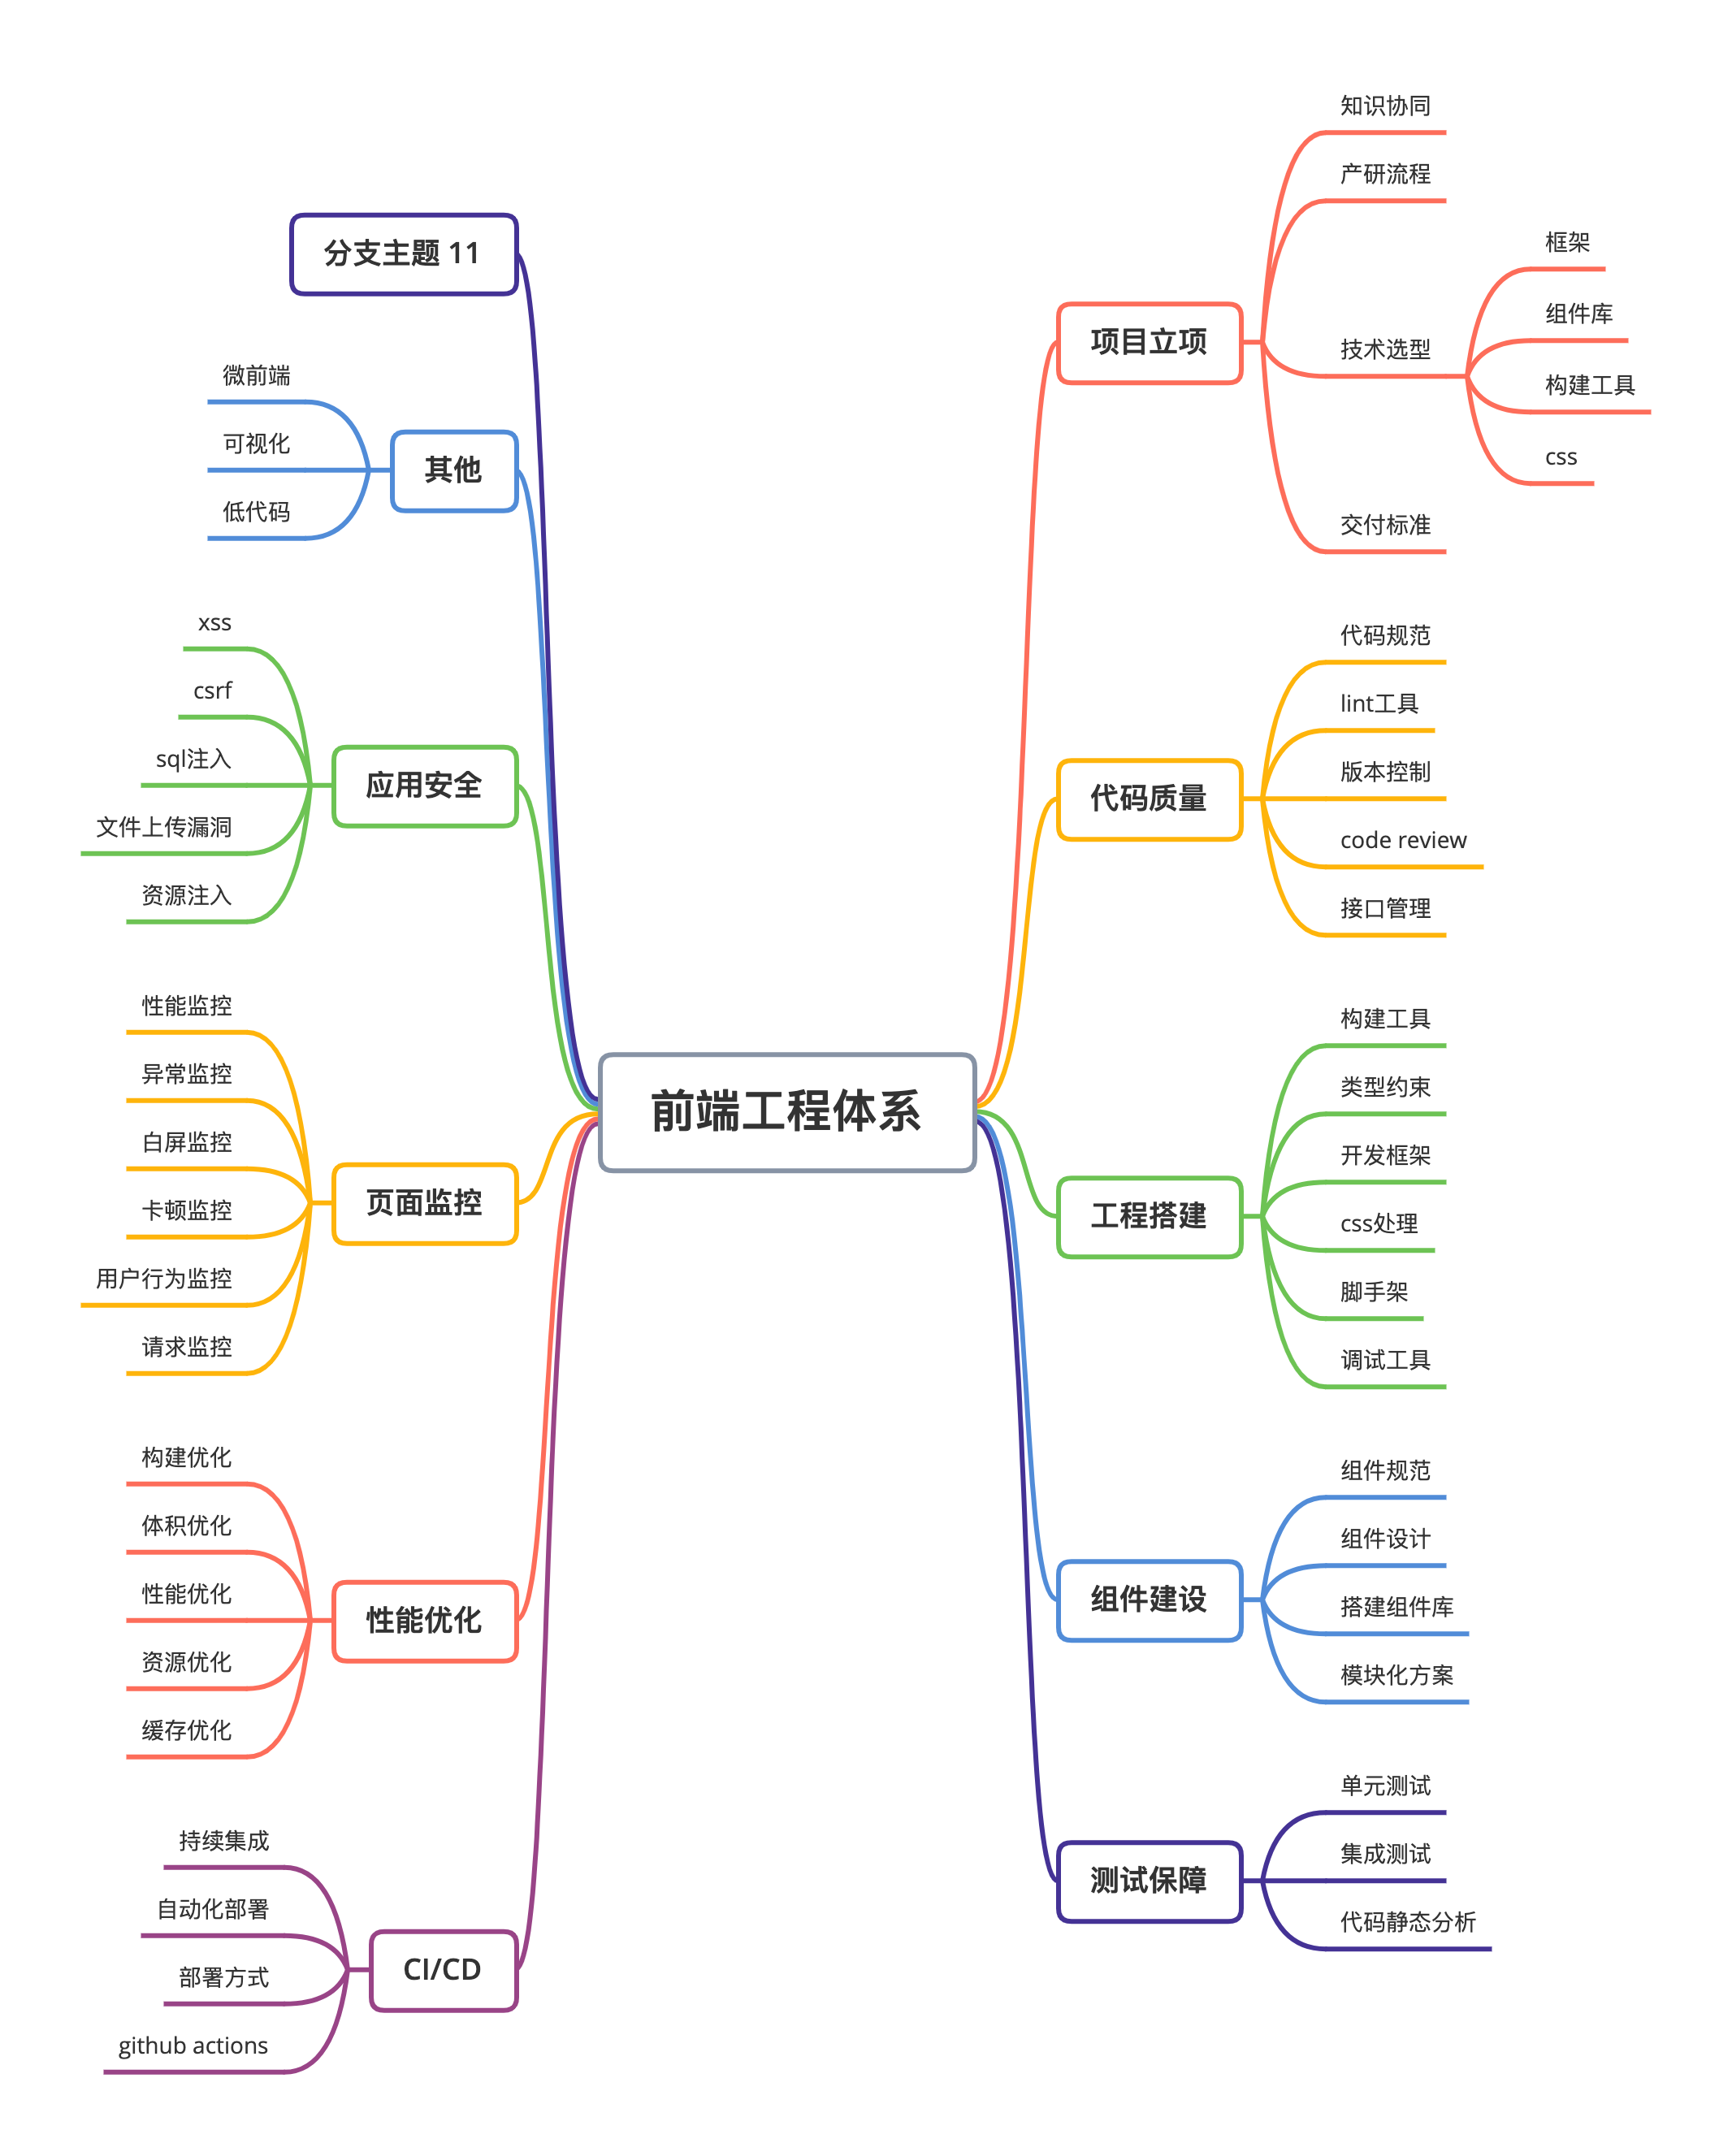 前端工程体系
项目立项
知识协同
产研流程
技术选型
框架
组件库
构建工具
css
交付标准
代码质量
代码规范
lint工具
版本控制
code review
接口管理
工程搭建
构建工具
类型约束
开发框架
css处理
脚手架
调试工具
组件建设
组件规范
组件设计
搭建组件库
模块化方案
测试保障
单元测试
集成测试
代码静态分析
CI/CD
持续集成
自动化部署
部署方式
github actions
性能优化
构建优化
体积优化
性能优化
资源优化
缓存优化
页面监控
性能监控
异常监控
白屏监控
卡顿监控
用户行为监控
请求监控
应用安全
xss
csrf
sql注入
文件上传漏洞
资源注入
其他
微前端
可视化
低代码
分支主题 11